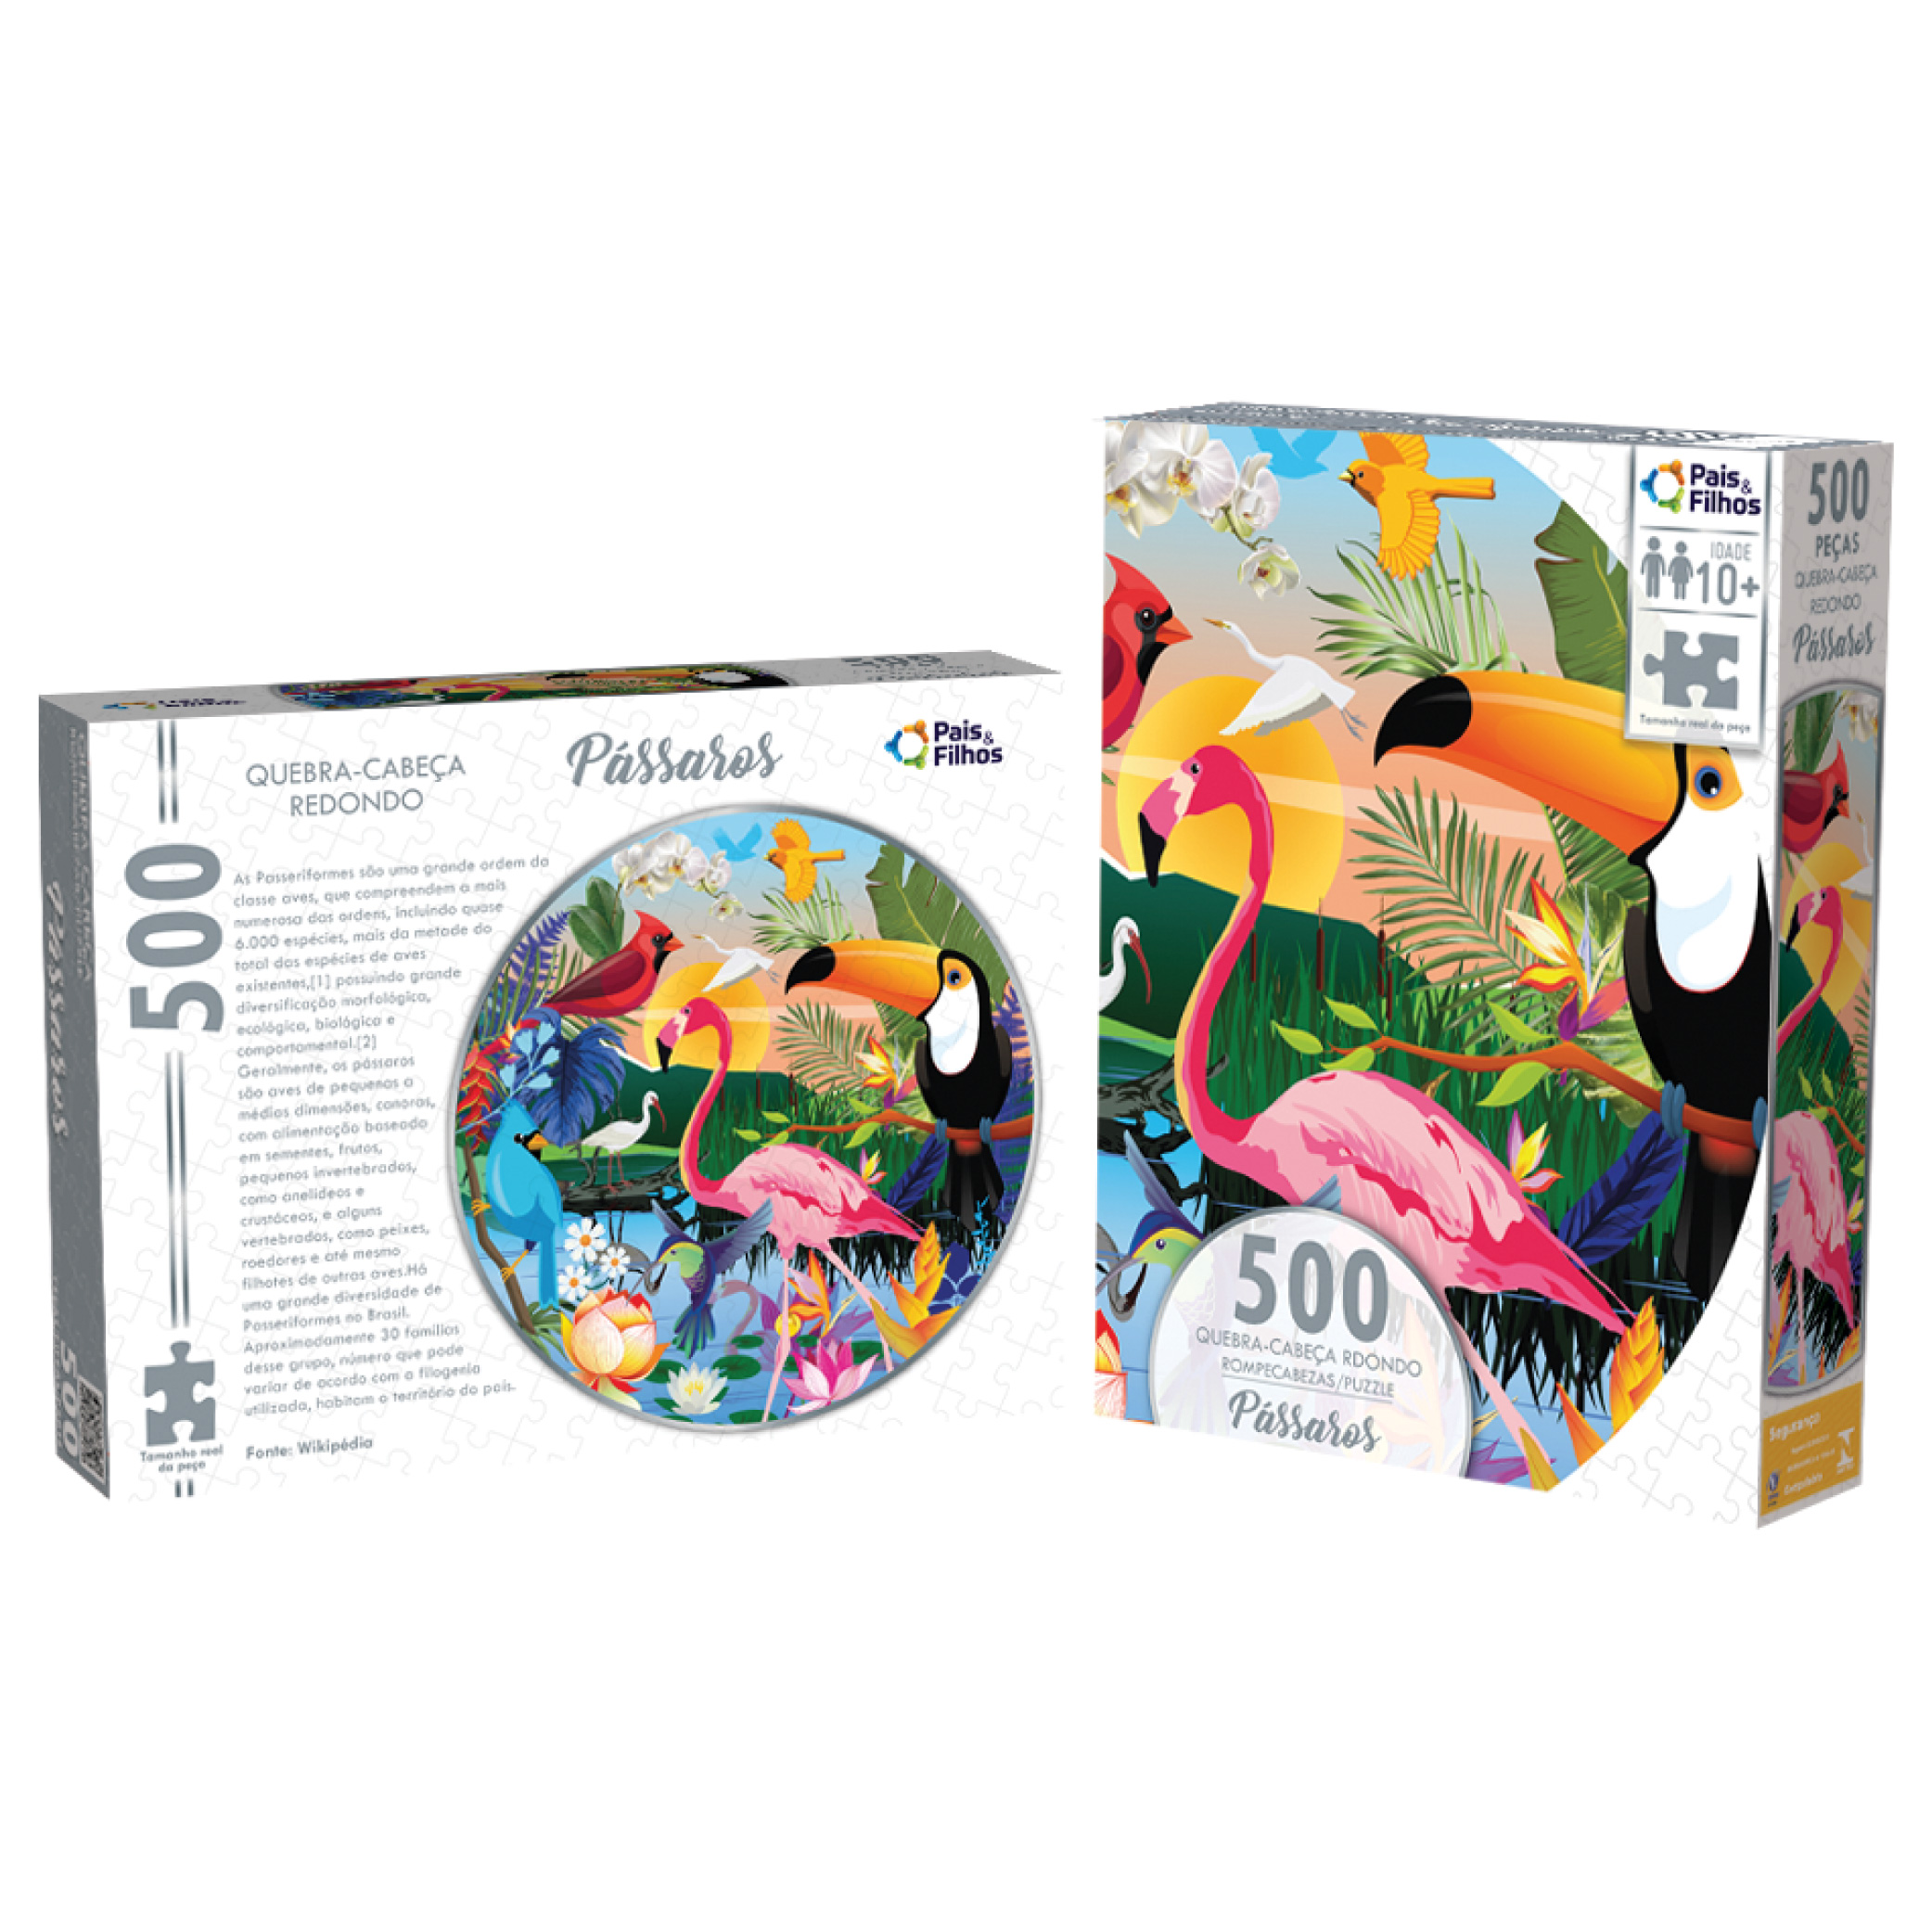 500
QUEBRA-CABEÇA
REDONDO
Pássaros
Pais&
Filhos
As Passeriformes são uma grande ordem da
classe aves, que compreendem a mais
numerosa das ordens, incluindo quase
6.000 espécies, mais da metade do
total das espécies de aves
existentes,[1] possuindo grande
diversificação morfológica,
ecológica, biológica e
comportamental.[2]
Geralmente, os pássaros
são aves de pequenas a
médias dimensões, canoras,
com alimentação baseada
em sementes, frutos,
pequenos invertebrados,
como anelídeos e
crustáceos, e alguns
vertebrados, como peixes,
roedores e até mesmo
filhotes de outras aves.Há
uma grande diversidade de
Passeriformes no Brasil.
Aproximadamente 30 famílias
desse grupo, número que pode
variar de acordo com a filogenia
utilizada, habitam o território do país.
Fonte: Wikipédia
Tamanho real
da peça
Pássaros
500
Pais&
Filhos
IDADE
10+
Tamanho real da peça
500
QUEBRA-CABEÇA RDONDO
ROMPECABEZAS/PUZZLE
Pássaros
500
PEÇAS
QUEBRA-CABEÇA
REDONDO
Pássaros
Segurança
Compulsório